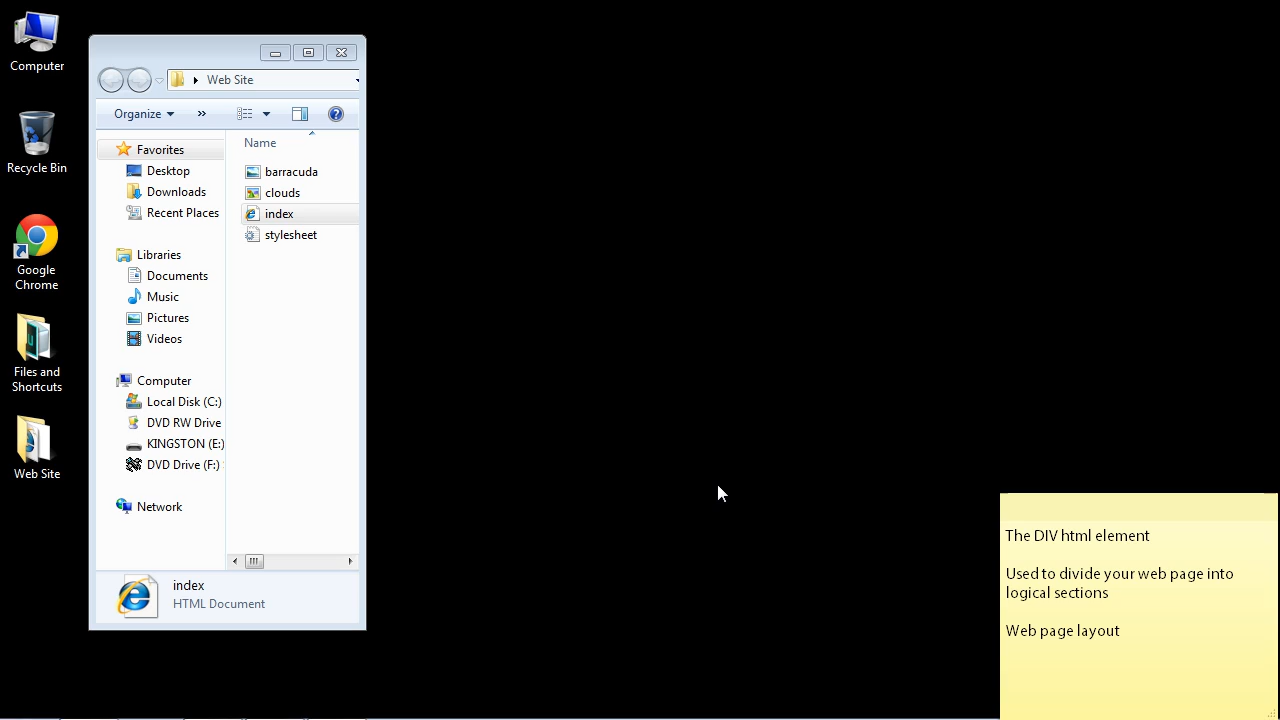 Computer
Recycle Bin
Google
Chrome
Files and
Shortcuts
Web Site
Web Site
Organize
»
Name
Favorites
Desktop
Downloads
Recent Places
Libraries
Documents
Music
Pictures
Videos
Computer
Local Disk (C:)
DVD RW Drive
KINGSTON (E:)
DVD Drive (F:)
Network
barracuda
clouds
index
stylesheet
index
HTML Document
The DIV html element
Used to divide your web page into
logical sections
Web page layout